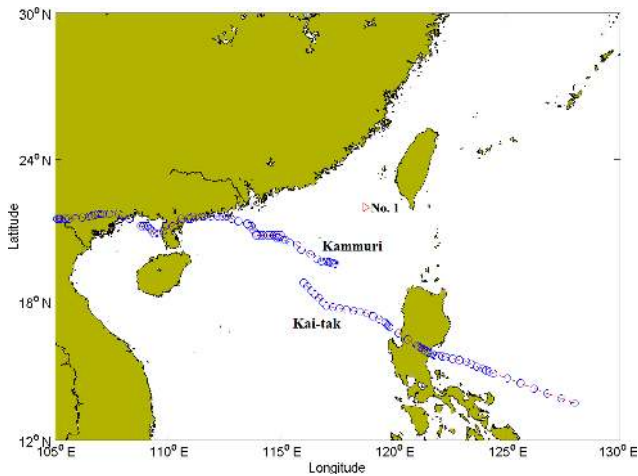 30° N
24° N
No. 1
Latitude
Kammuri
18° N
Kai-tak
12° N
105° E
110° E
115° E
120° E
125° E
130° E
Longitude